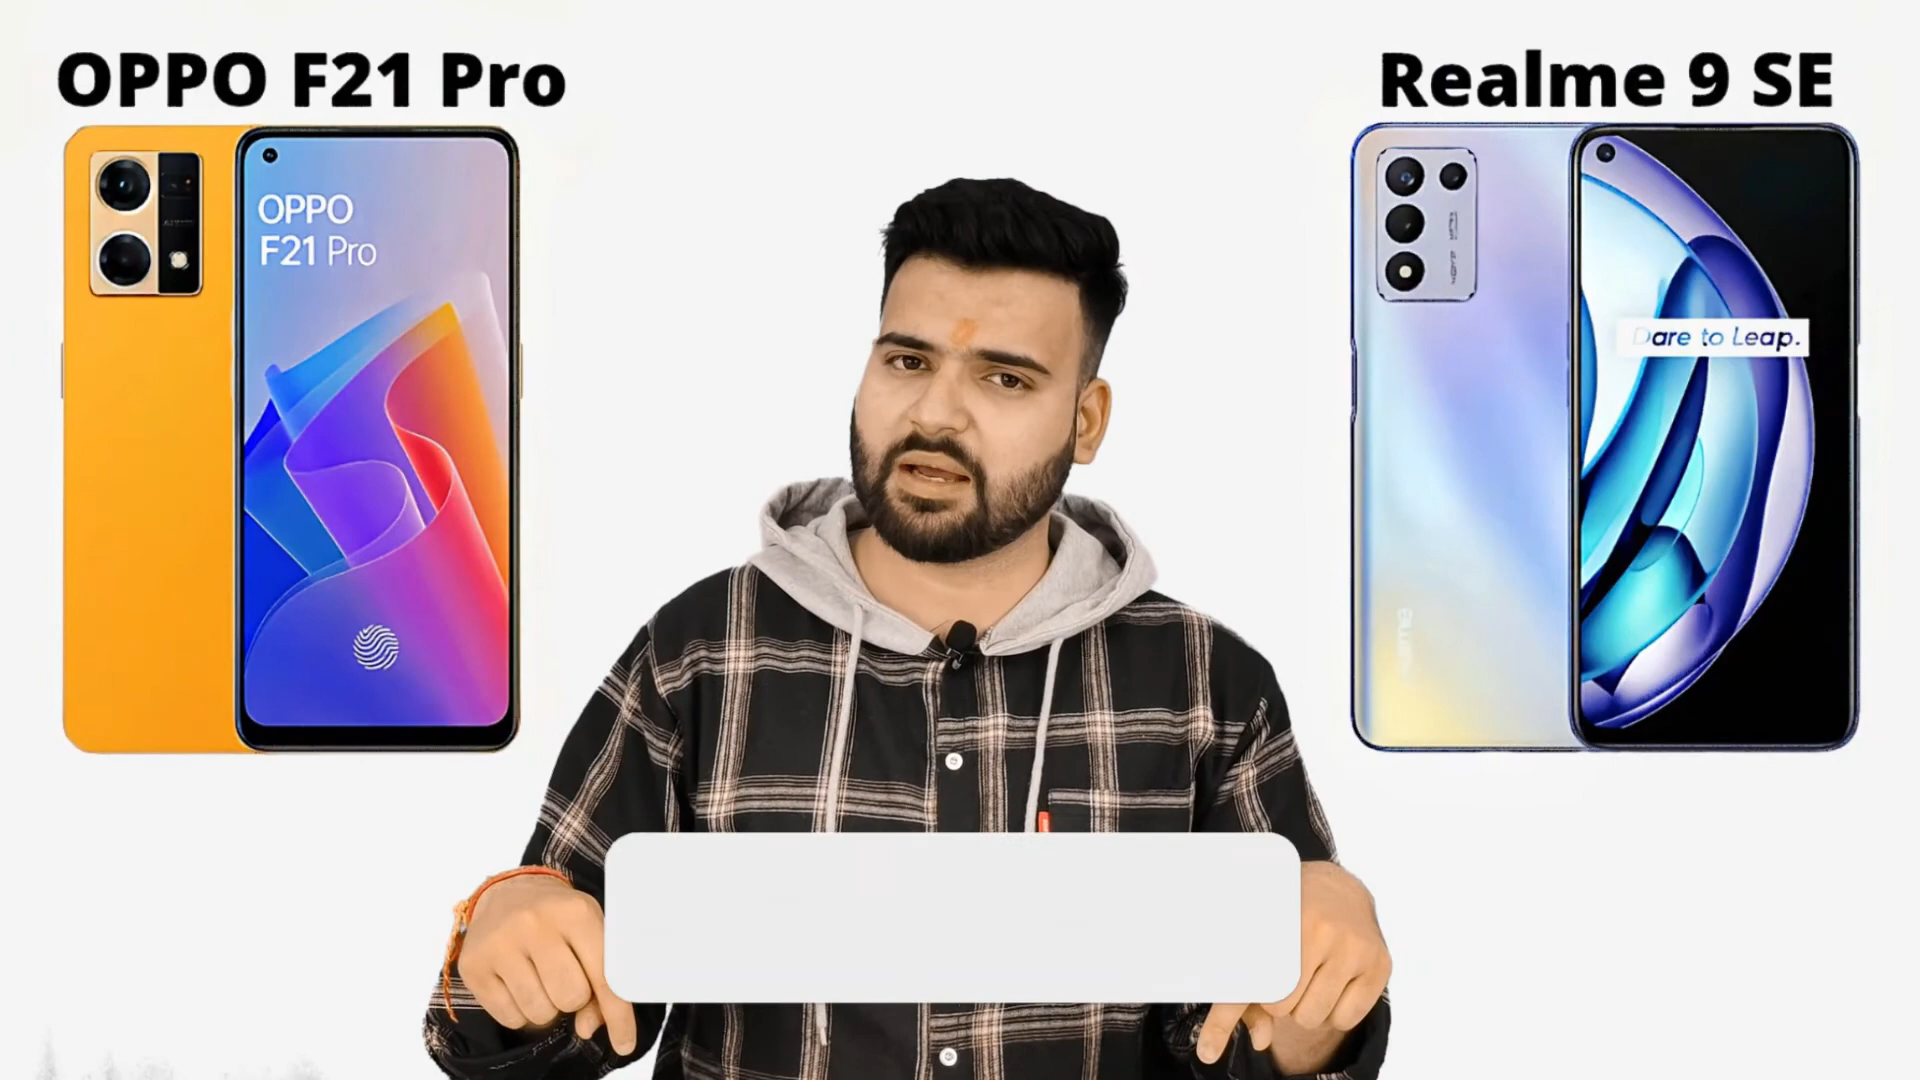 OPPO F21 Pro
Realme 9 SE
OPPO
F21 Pro
Dare to Leap.